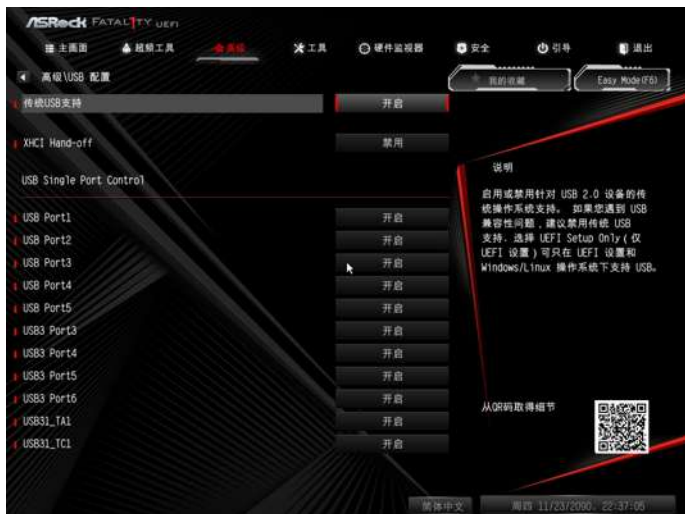 ASRock FATAL1TY UEFI
主画面 超频工具 高级 工具 硬件监视器 安全 引导 退出
高级\USB 配置
我的收藏 Easy Mode(F6)
传统USB支持 开启
XHCI Hand-off 禁用
USB Single Port Control
USB Port1 开启
USB Port2 开启
USB Port3 开启
USB Port4 开启
USB Port5 开启
USB3 Port3 开启
USB3 Port4 开启
USB3 Port5 开启
USB3 Port6 开启
USB31_TA1 开启
USB31_TC1 开启
说明
启用或禁用针对 USB 2.0 设备的传
统操作系统支持。 如果您遇到 USB
兼容性问题，建议禁用传统 USB
支持。选择 UEFI Setup Only ( 仅
UEFI 设置 ) 可只在 UEFI 设置和
Windows/Linux 操作系统下支持 USB。
从QR码取得细节
简体中文 周四 11/23/2000. 22:37:05